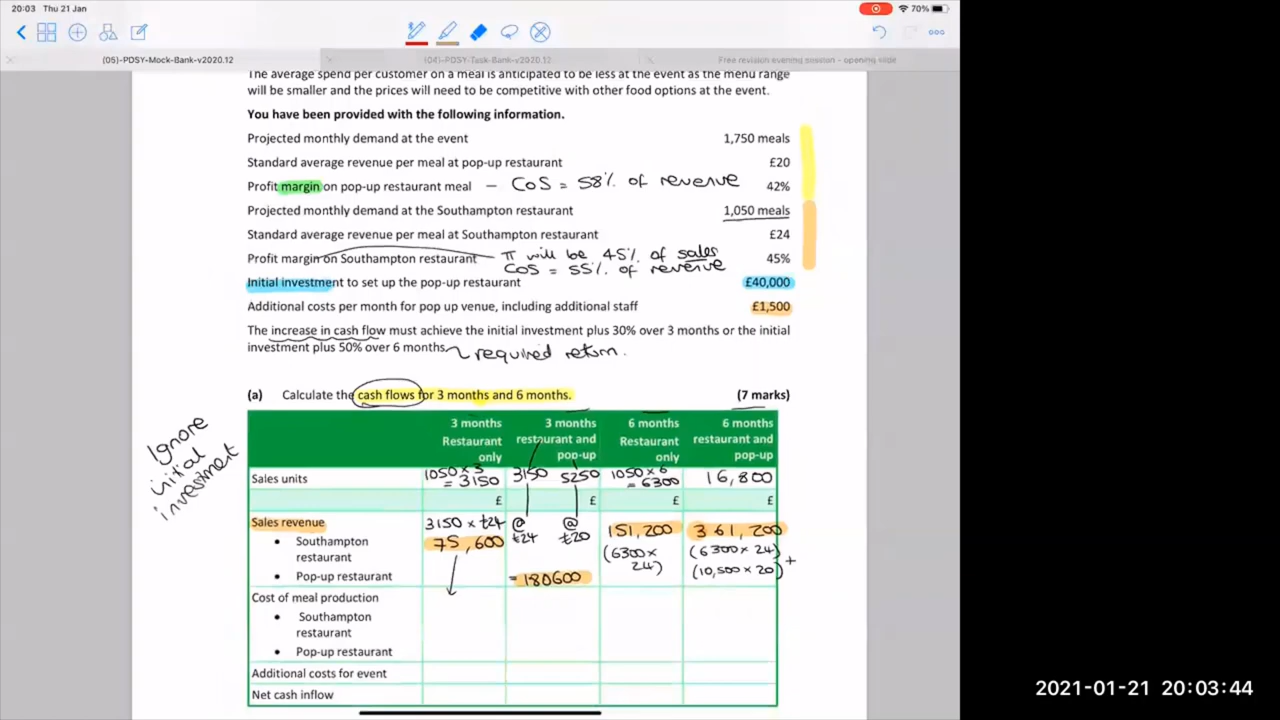 20:03 Thu 21 Jan
70%
(05)-PDSY-Mock-Bank-v2020.12
(04)-PDSY-Task-Bank-v2020.12
Free revision evening session - opening slide
The average spend per customer on a meal is anticipated to be less at the event as the menu range
will be smaller and the prices will need to be competitive with other food options at the event.
You have been provided with the following information.
Projected monthly demand at the event 1,750 meals
Standard average revenue per meal at pop-up restaurant £20
Profit margin on pop-up restaurant meal – CoS = 58% of revenue 42%
Projected monthly demand at the Southampton restaurant 1,050 meals
Standard average revenue per meal at Southampton restaurant £24
Profit margin on Southampton restaurant π will be 45% of sales 45%
CoS = 55% of revenue
Initial investment to set up the pop-up restaurant £40,000
Additional costs per month for pop up venue, including additional staff £1,500
The increase in cash flow must achieve the initial investment plus 30% over 3 months or the initial
investment plus 50% over 6 months. required return.
(a) Calculate the cash flows for 3 months and 6 months. (7 marks)
Ignore
initial
investment
3 months 3 months 6 months 6 months
Restaurant restaurant and Restaurant restaurant and
only pop-up only pop-up
Sales units 1050 x 3 = 3150 3150 5250 1050 x 6 = 6300 16,800
£ £ £ £
Sales revenue 3150 x £24 @ £24 @ £20 151,200 361,200
• Southampton 75,600 (6300 x 24) (6300 x 24) +
restaurant (10,500 x 20)
• Pop-up restaurant = 180600
Cost of meal production
• Southampton
restaurant
• Pop-up restaurant
Additional costs for event
Net cash inflow
2021-01-21 20:03:44